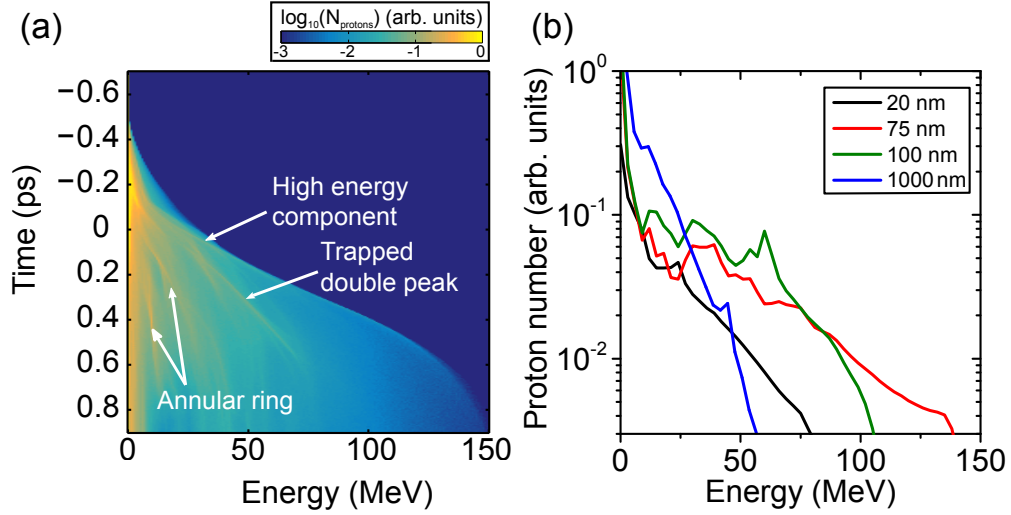 (a)
log₁₀(Nₚᵣₒₜₒₙₛ) (arb. units)
-3 -2 -1 0
−0.6
−0.4
−0.2
0
0.2
0.4
0.6
0.8
Time (ps)
High energy
component
Trapped
double peak
Annular ring
0 50 100 150
Energy (MeV)
(b)
10⁰
10⁻¹
10⁻²
Proton number (arb. units)
20 nm
75 nm
100 nm
1000 nm
0 50 100 150
Energy (MeV)